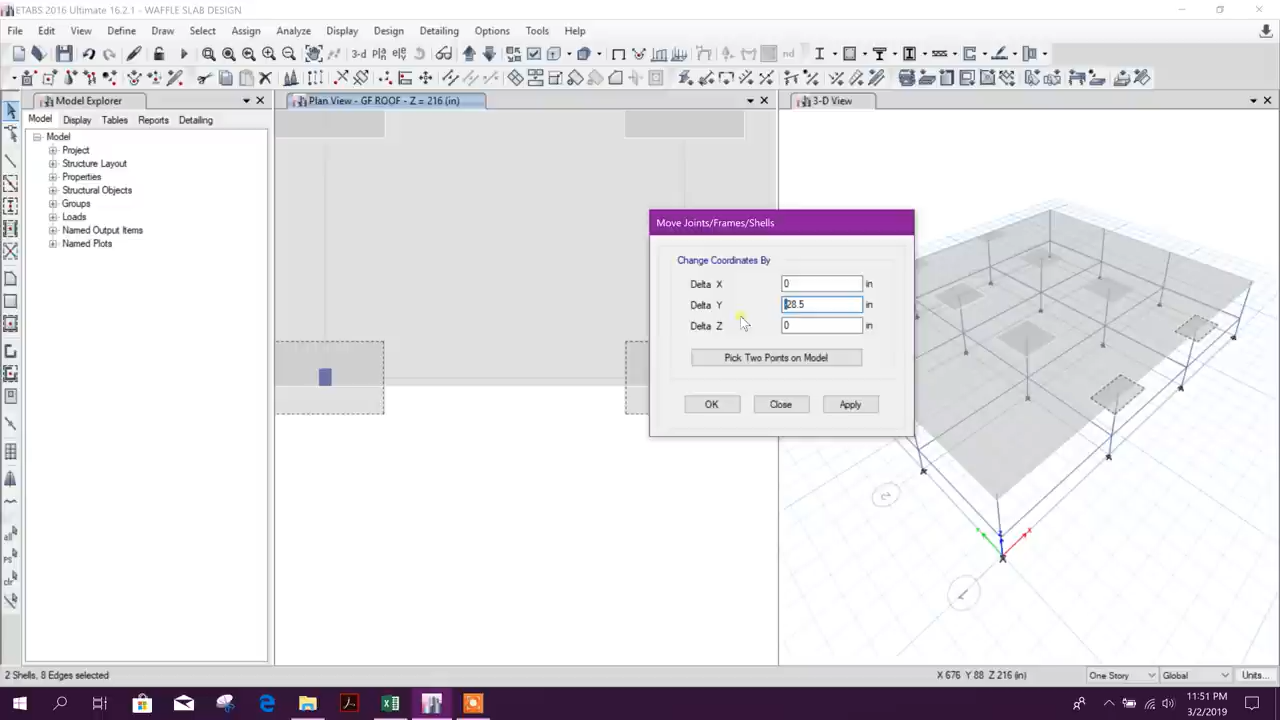 ETABS 2016 Ultimate 16.2.1 - WAFFLE SLAB DESIGN
File Edit View Define Draw Select Assign Analyze Display Design Detailing Options Tools Help
3-d nd
Model Explorer
Plan View - GF ROOF - Z = 216 (in)
3-D View
Model Display Tables Reports Detailing
Model
Project
Structure Layout
Properties
Structural Objects
Groups
Loads
Named Output Items
Named Plots
Move Joints/Frames/Shells
Change Coordinates By
Delta X 0 in
Delta Y 28.5 in
Delta Z 0 in
Pick Two Points on Model
OK Close Apply
all
clr
2 Shells, 8 Edges selected
X 676 Y 88 Z 216 (in)
One Story Global Units...
11:51 PM
3/2/2019